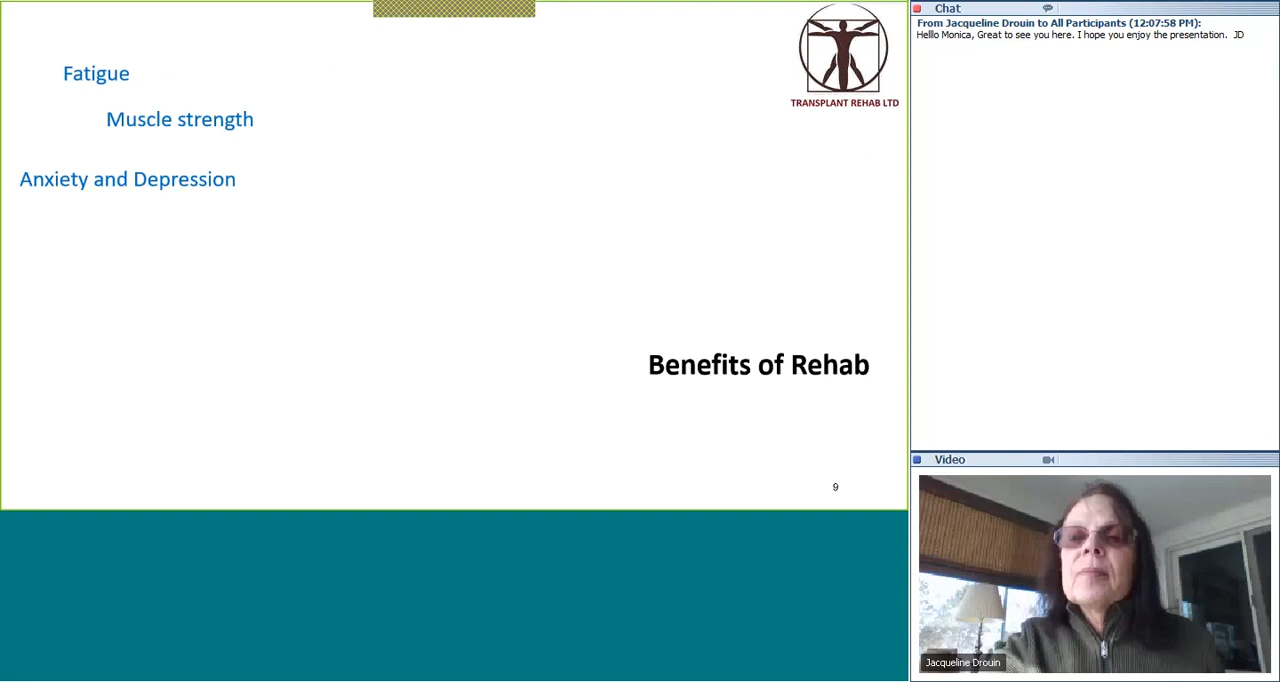 Fatigue
Muscle strength
Anxiety and Depression
TRANSPLANT REHAB LTD
Benefits of Rehab
9
Chat
From Jacqueline Drouin to All Participants (12:07:58 PM):
Helllo Monica, Great to see you here. I hope you enjoy the presentation.  JD
Video
Jacqueline Drouin